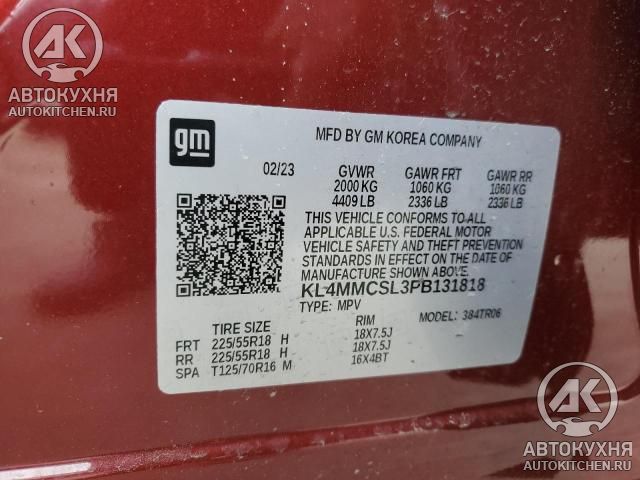 AK
АВТОКУХНЯ
AUTOKITCHEN.RU
gm
MFD BY GM KOREA COMPANY
02/23 GVWR GAWR FRT GAWR RR
2000 KG 1060 KG 1060 KG
4409 LB 2336 LB 2336 LB
THIS VEHICLE CONFORMS TO ALL
APPLICABLE U.S. FEDERAL MOTOR
VEHICLE SAFETY AND THEFT PREVENTION
STANDARDS IN EFFECT ON THE DATE OF
MANUFACTURE SHOWN ABOVE.
KL4MMCSL3PB131818
TYPE: MPV MODEL: 384TR06
TIRE SIZE RIM
FRT 225/55R18 H 18X7.5J
RR 225/55R18 H 18X7.5J
SPA T125/70R16 M 16X4BT
AK
АВТОКУХНЯ
AUTOKITCHEN.RU